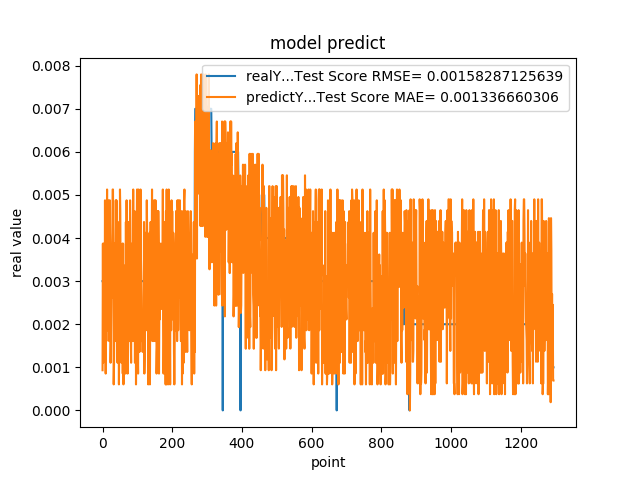 model predict
realY...Test Score RMSE= 0.00158287125639
predictY...Test Score MAE= 0.001336660306
0.008
0.007
0.006
0.005
0.004
0.003
0.002
0.001
0.000
real value
0 200 400 600 800 1000 1200
point